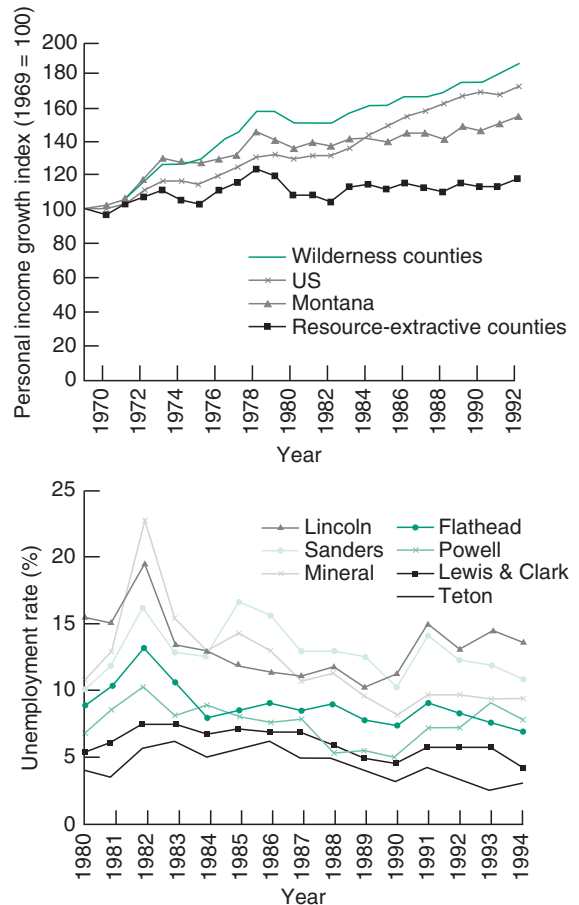 Personal income growth index (1969 = 100)
200
180
160
140
120
100
80
60
40
20
0
Wilderness counties
US
Montana
Resource-extractive counties
1970
1972
1974
1976
1978
1980
1982
1984
1986
1988
1990
1992
Year
Unemployment rate (%)
25
20
15
10
5
0
Lincoln
Sanders
Mineral
Flathead
Powell
Lewis & Clark
Teton
1980
1981
1982
1983
1984
1985
1986
1987
1988
1989
1990
1991
1992
1993
1994
Year